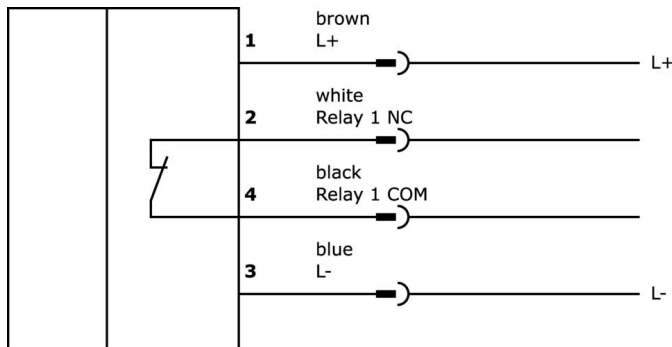 brown
1 L+
L+
white
2 Relay 1 NC
black
4 Relay 1 COM
blue
3 L-
L-